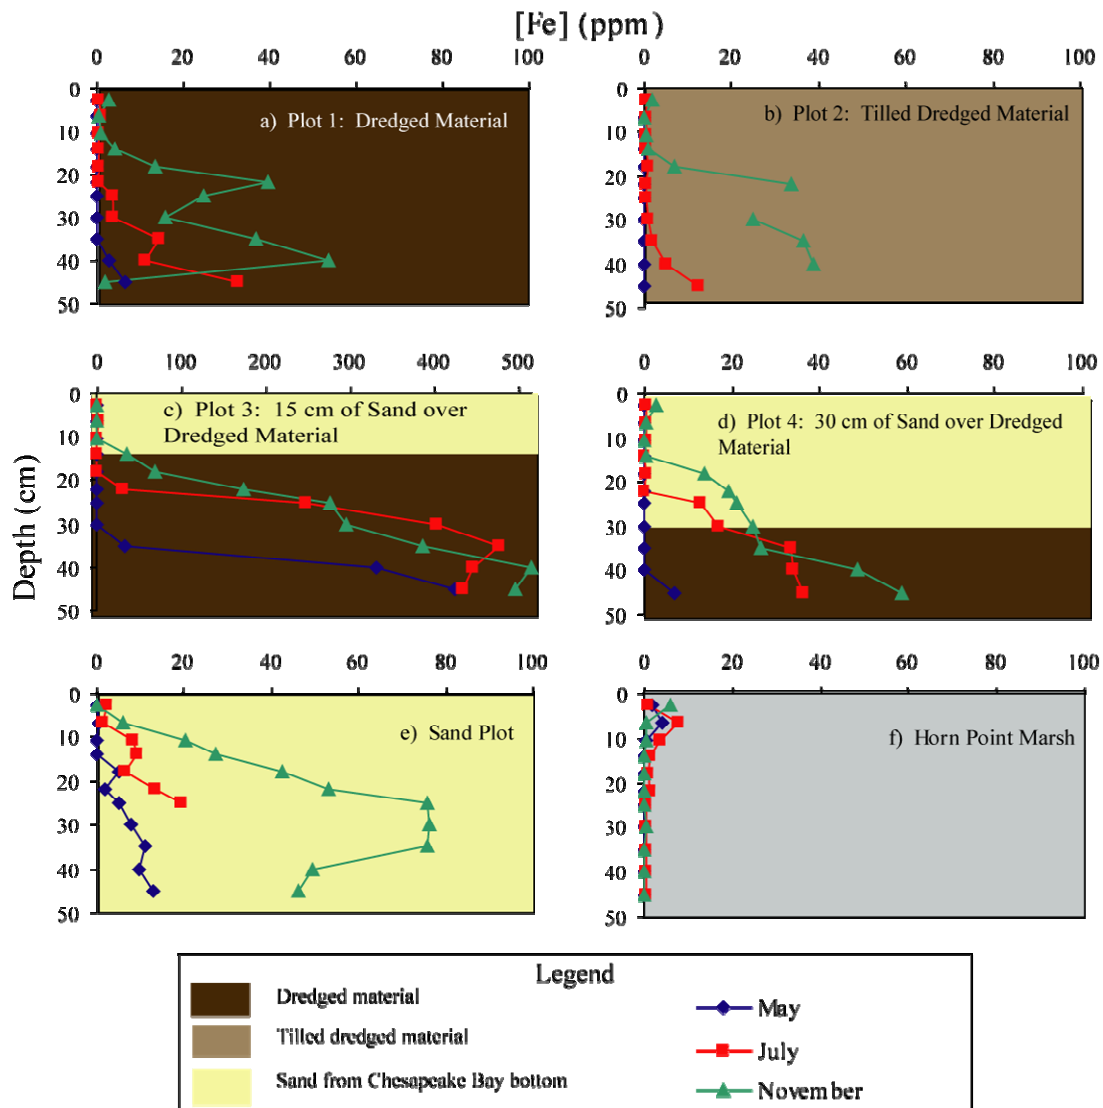 [Fe] (ppm)
0 20 40 60 80 100
0 20 40 60 80 100
0
10
20
30
40
50
a) Plot 1: Dredged Material
0
10
20
30
40
50
b) Plot 2: Tilled Dredged Material
0 100 200 300 400 500
0 20 40 60 80 100
Depth (cm)
0
10
20
30
40
50
c) Plot 3: 15 cm of Sand over
Dredged Material
0
10
20
30
40
50
d) Plot 4: 30 cm of Sand over Dredged
Material
0 20 40 60 80 100
0 20 40 60 80 100
0
10
20
30
40
50
e) Sand Plot
0
10
20
30
40
50
f) Horn Point Marsh
Legend
Dredged material
Tilled dredged material
Sand from Chesapeake Bay bottom
May
July
November